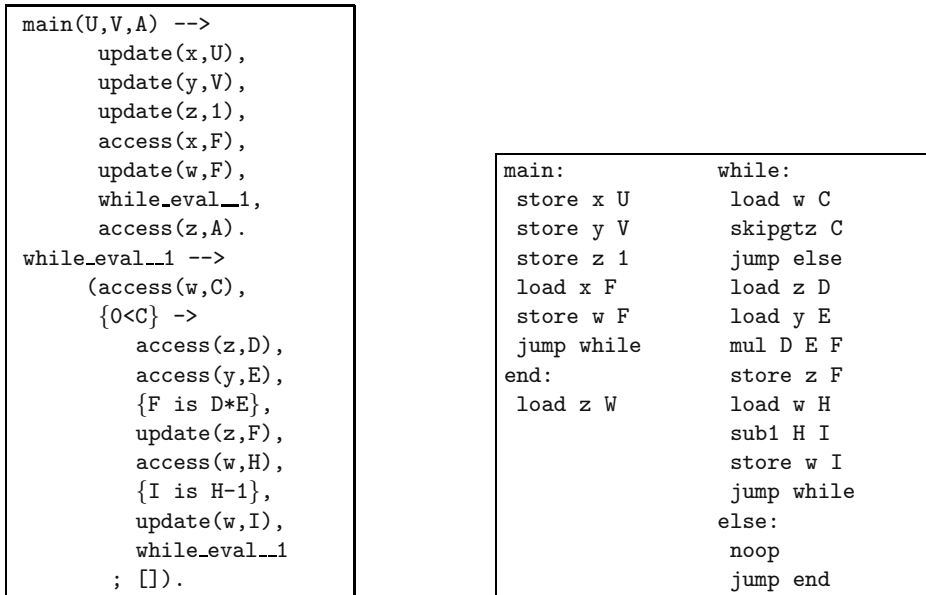 main(U,V,A) -->
update(x,U),
update(y,V),
update(z,1),
access(x,F),
update(w,F),
while_eval__1,
access(z,A).
while_eval__1 -->
(access(w,C),
{0<C} ->
access(z,D),
access(y,E),
{F is D*E},
update(z,F),
access(w,H),
{I is H-1},
update(w,I),
while_eval__1
; []).
main:
store x U
store y V
store z 1
load x F
store w F
jump while
end:
load z W
while:
load w C
skipgtz C
jump else
load z D
load y E
mul D E F
store z F
load w H
sub1 H I
store w I
jump while
else:
noop
jump end